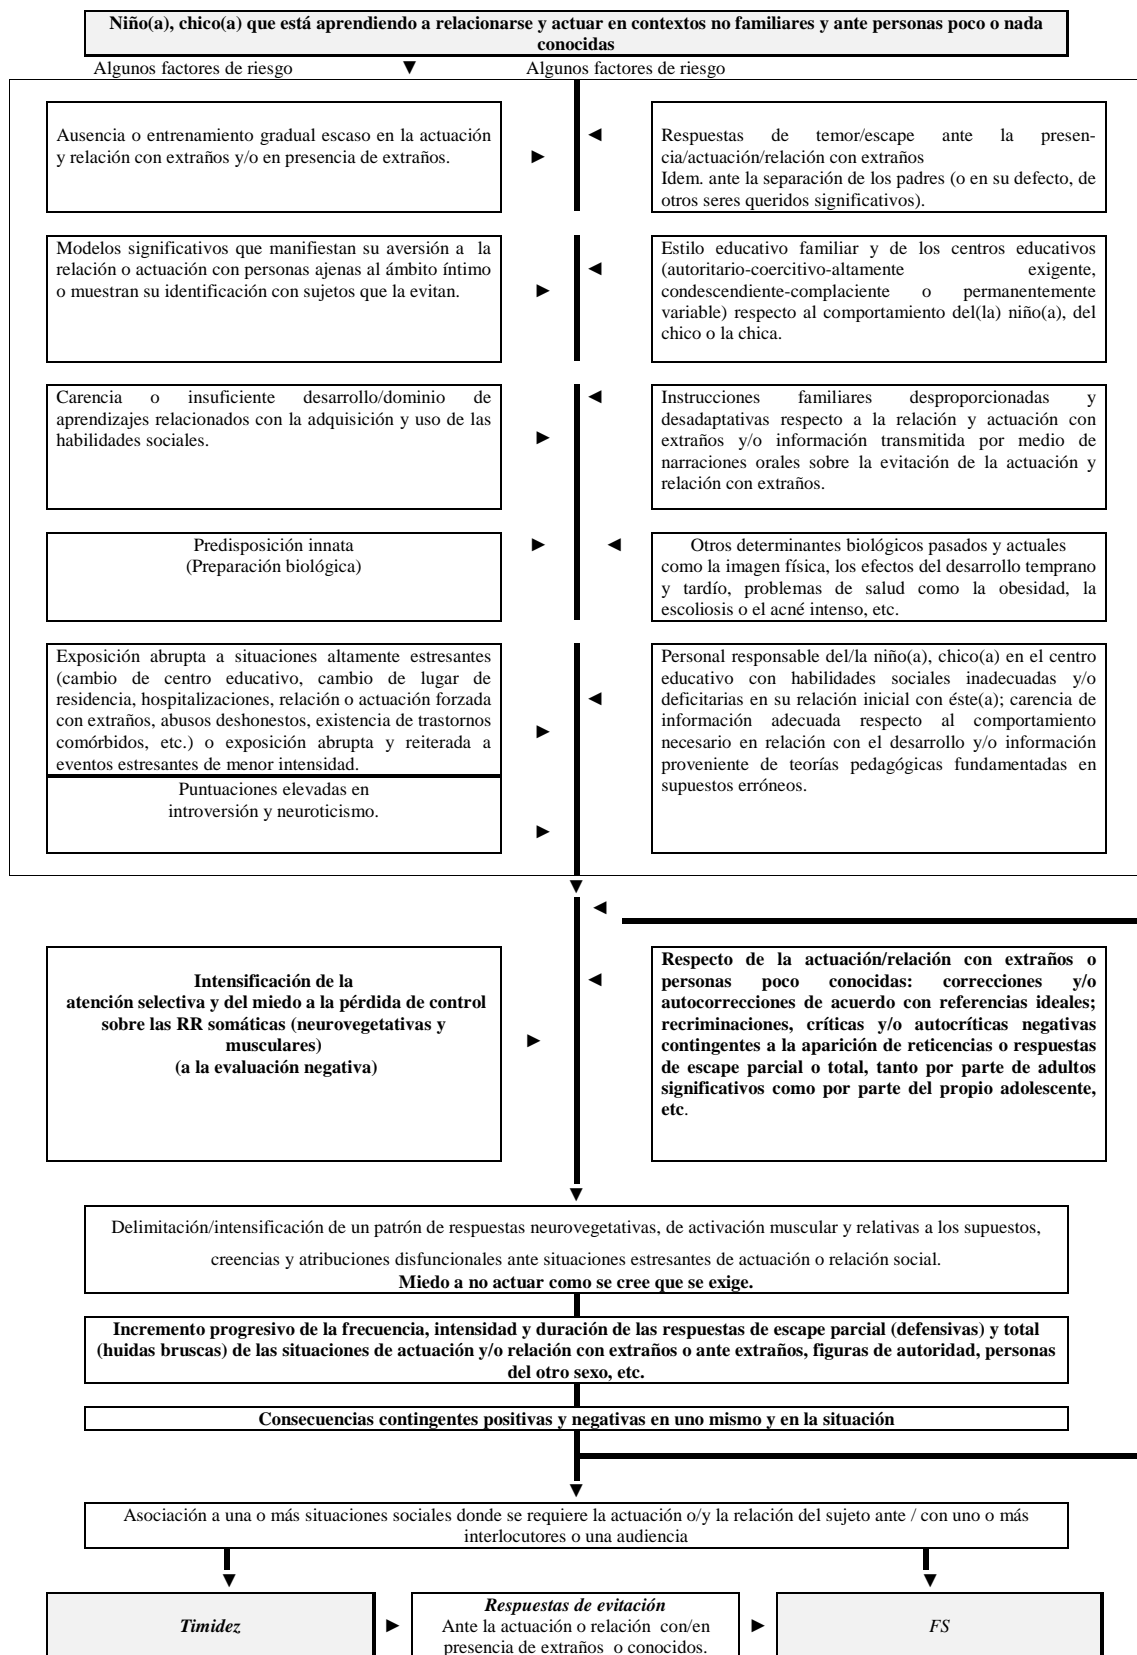 Niño(a), chico(a) que está aprendiendo a relacionarse y actuar en contextos no familiares y ante personas poco o nada
conocidas
Algunos factores de riesgo ▼ Algunos factores de riesgo
Ausencia o entrenamiento gradual escaso en la actuación
y relación con extraños y/o en presencia de extraños.
Respuestas de temor/escape ante la presen-
cia/actuación/relación con extraños
Idem. ante la separación de los padres (o en su defecto, de
otros seres queridos significativos).
Modelos significativos que manifiestan su aversión a la
relación o actuación con personas ajenas al ámbito íntimo
o muestran su identificación con sujetos que la evitan.
Estilo educativo familiar y de los centros educativos
(autoritario-coercitivo-altamente exigente,
condescendiente-complaciente o permanentemente
variable) respecto al comportamiento del(la) niño(a), del
chico o la chica.
Carencia o insuficiente desarrollo/dominio de
aprendizajes relacionados con la adquisición y uso de las
habilidades sociales.
Instrucciones familiares desproporcionadas y
desadaptativas respecto a la relación y actuación con
extraños y/o información transmitida por medio de
narraciones orales sobre la evitación de la actuación y
relación con extraños.
Predisposición innata
(Preparación biológica)
Otros determinantes biológicos pasados y actuales
como la imagen física, los efectos del desarrollo temprano
y tardío, problemas de salud como la obesidad, la
escoliosis o el acné intenso, etc.
Exposición abrupta a situaciones altamente estresantes
(cambio de centro educativo, cambio de lugar de
residencia, hospitalizaciones, relación o actuación forzada
con extraños, abusos deshonestos, existencia de trastornos
comórbidos, etc.) o exposición abrupta y reiterada a
eventos estresantes de menor intensidad.
Puntuaciones elevadas en
introversión y neuroticismo.
Personal responsable del/la niño(a), chico(a) en el centro
educativo con habilidades sociales inadecuadas y/o
deficitarias en su relación inicial con éste(a); carencia de
información adecuada respecto al comportamiento
necesario en relación con el desarrollo y/o información
proveniente de teorías pedagógicas fundamentadas en
supuestos erróneos.
Intensificación de la
atención selectiva y del miedo a la pérdida de control
sobre las RR somáticas (neurovegetativas y
musculares)
(a la evaluación negativa)
Respecto de la actuación/relación con extraños o
personas poco conocidas: correcciones y/o
autocorrecciones de acuerdo con referencias ideales;
recriminaciones, críticas y/o autocríticas negativas
contingentes a la aparición de reticencias o respuestas
de escape parcial o total, tanto por parte de adultos
significativos como por parte del propio adolescente,
etc.
Delimitación/intensificación de un patrón de respuestas neurovegetativas, de activación muscular y relativas a los supuestos,
creencias y atribuciones disfuncionales ante situaciones estresantes de actuación o relación social.
Miedo a no actuar como se cree que se exige.
Incremento progresivo de la frecuencia, intensidad y duración de las respuestas de escape parcial (defensivas) y total
(huidas bruscas) de las situaciones de actuación y/o relación con extraños o ante extraños, figuras de autoridad, personas
del otro sexo, etc.
Consecuencias contingentes positivas y negativas en uno mismo y en la situación
Asociación a una o más situaciones sociales donde se requiere la actuación o/y la relación del sujeto ante / con uno o más
interlocutores o una audiencia
Timidez
Respuestas de evitación
Ante la actuación o relación con/en
presencia de extraños o conocidos.
FS